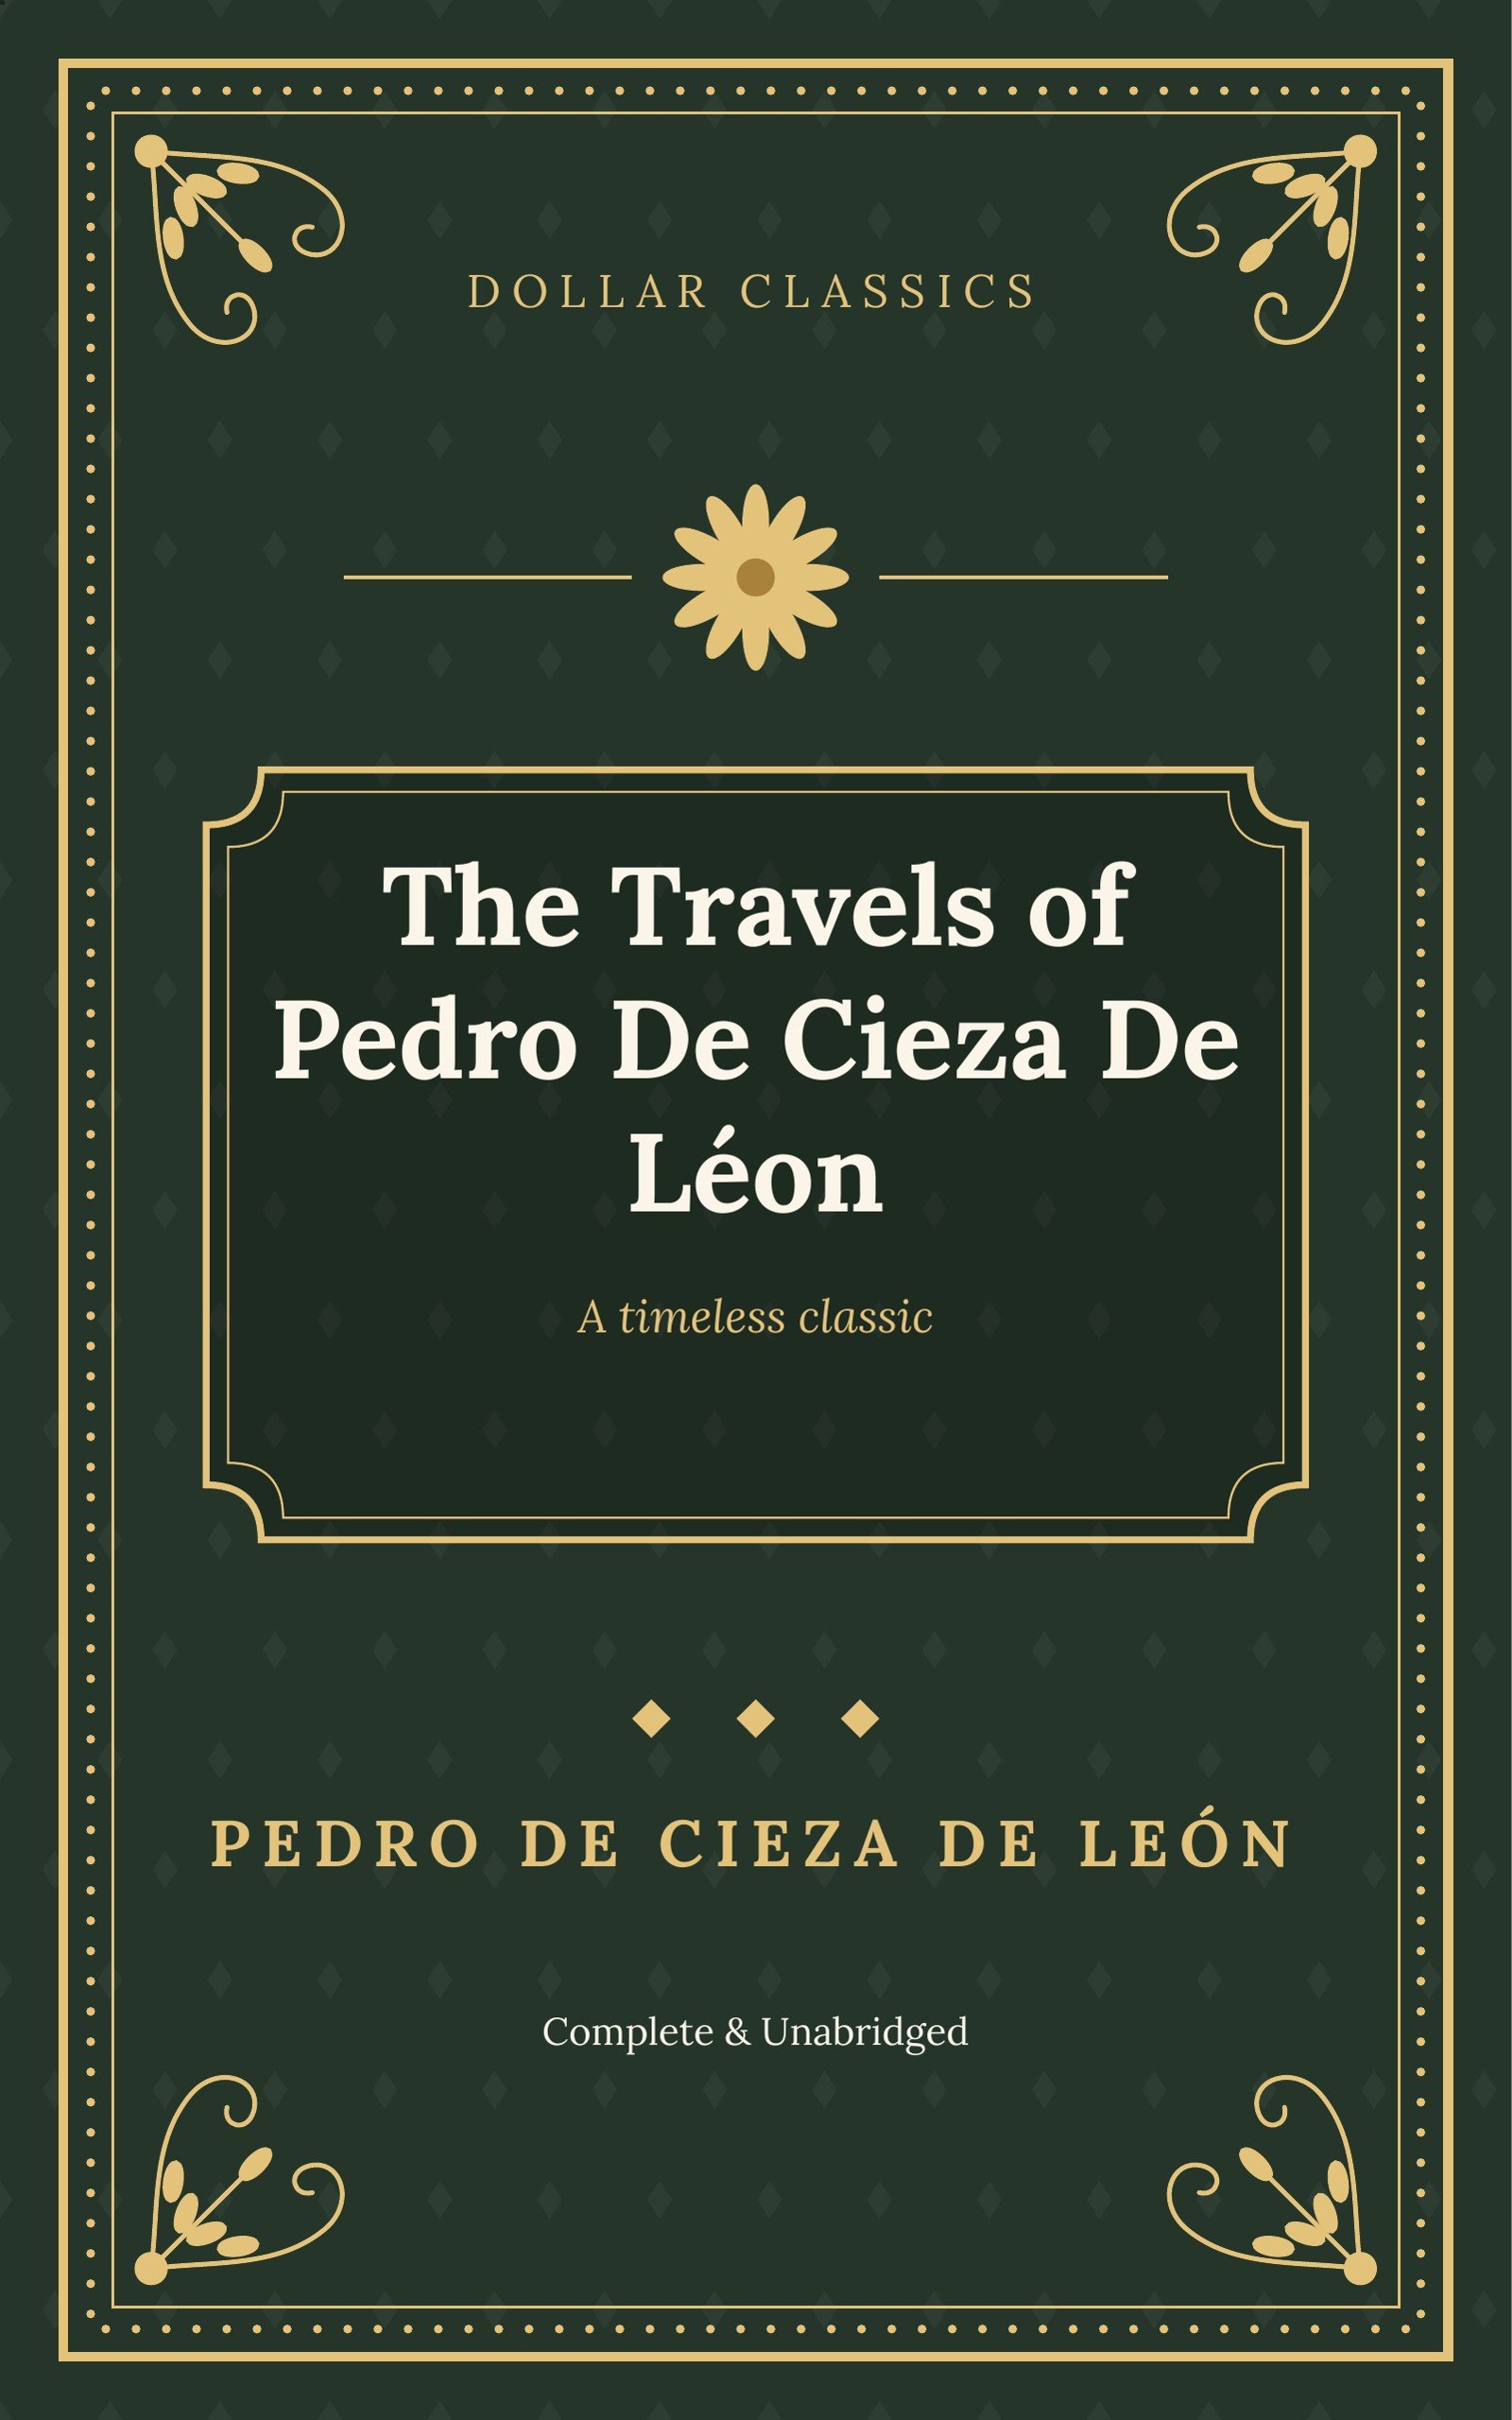 DOLLAR CLASSICS
The Travels of
Pedro De Cieza De
Léon
A timeless classic
PEDRO DE CIEZA DE LEÓN
Complete & Unabridged